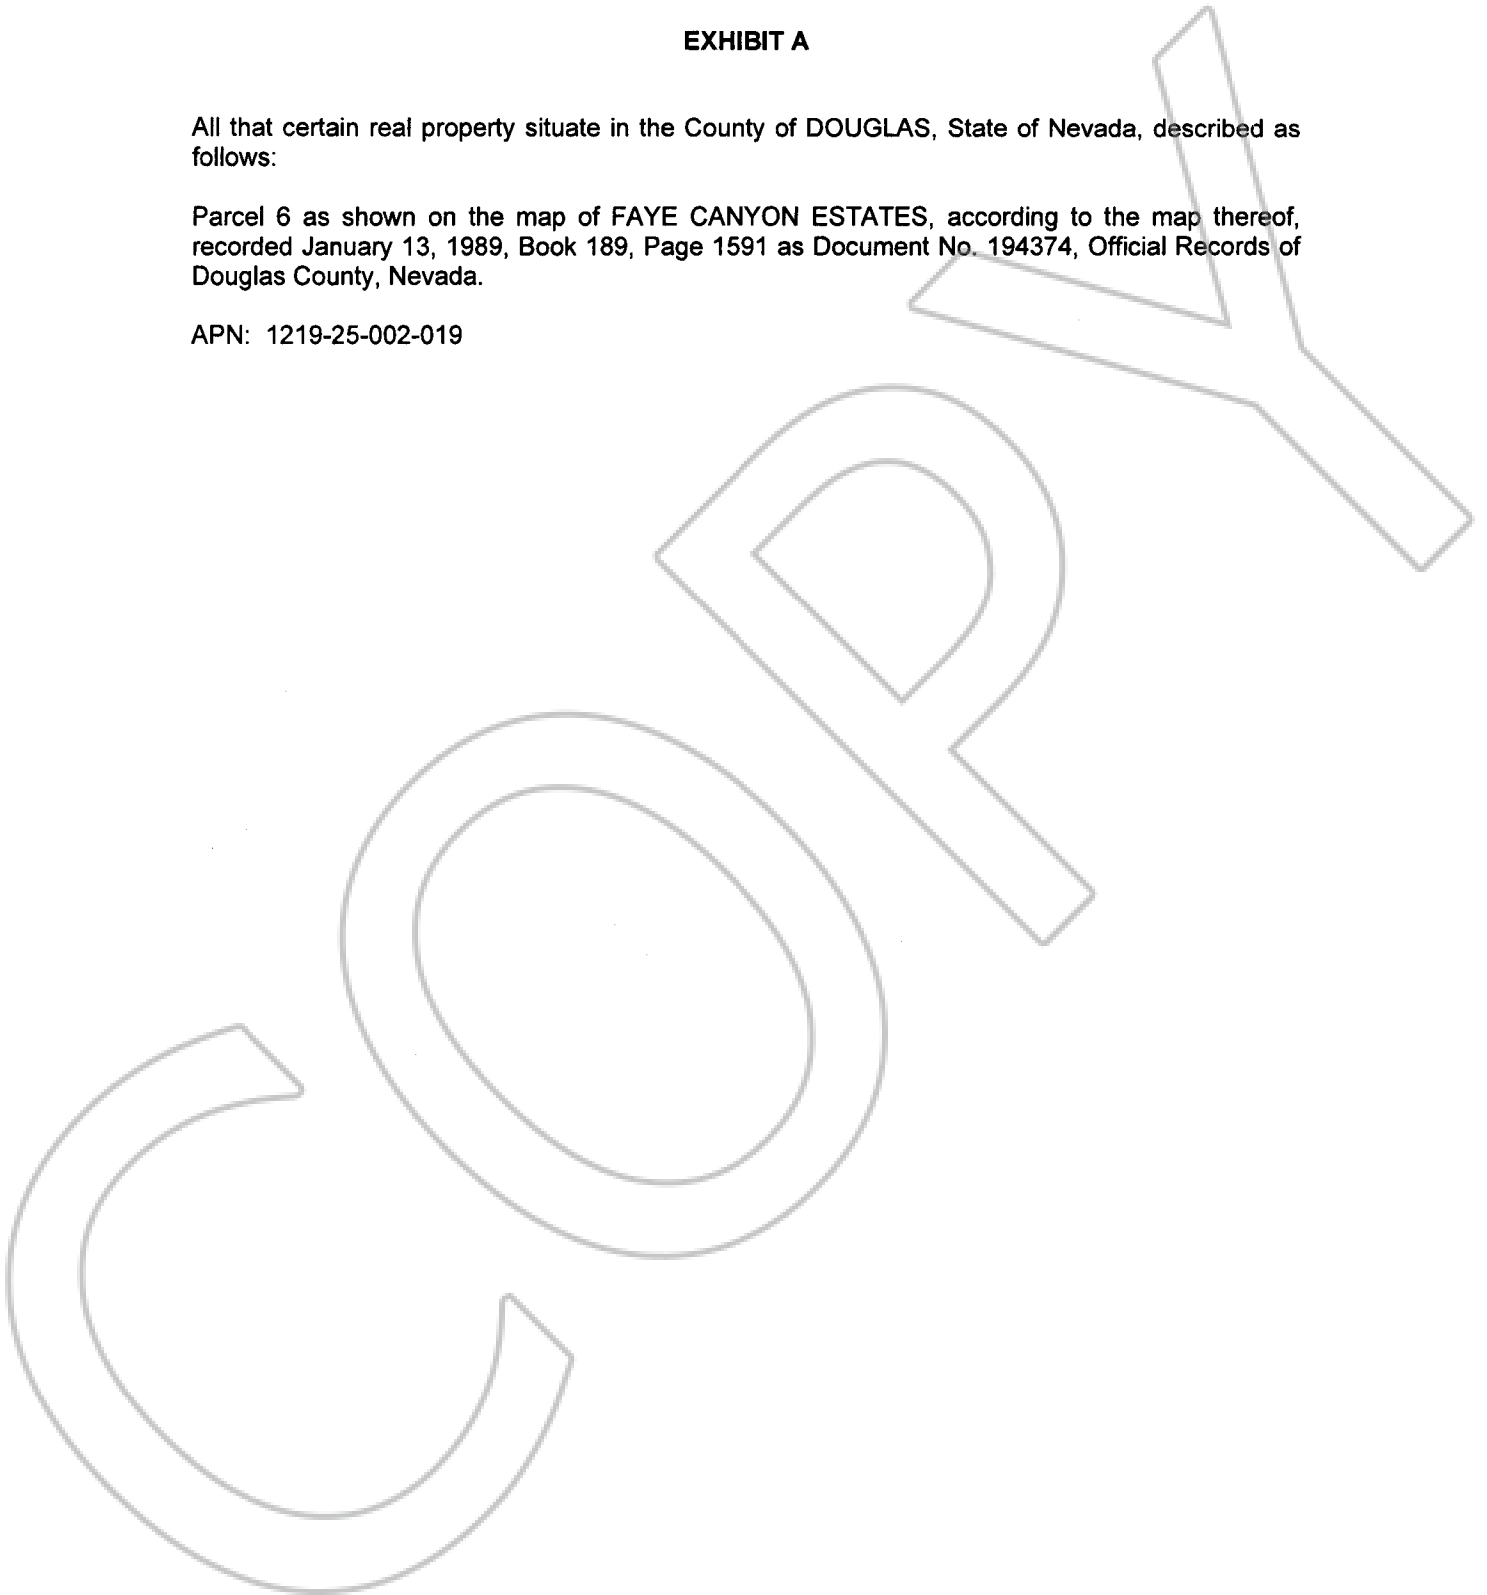 EXHIBIT A
All that certain real property situate in the County of DOUGLAS, State of Nevada, described as
follows:
Parcel 6 as shown on the map of FAYE CANYON ESTATES, according to the map thereof,
recorded January 13, 1989, Book 189, Page 1591 as Document No. 194374, Official Records of
Douglas County, Nevada.
APN: 1219-25-002-019
COPY